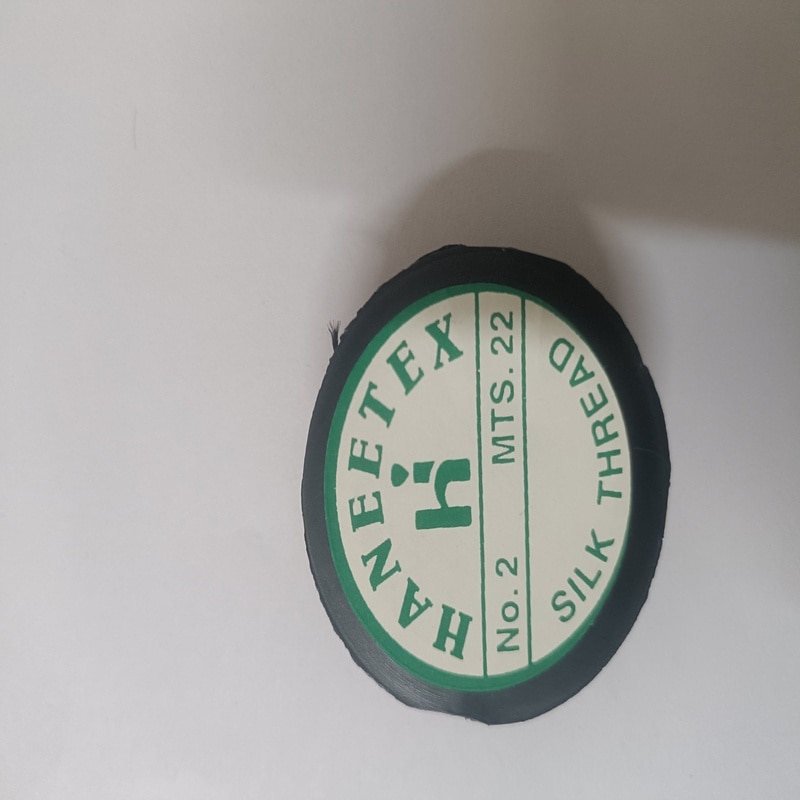 HANEETEX
h
No. 2 MTS. 22
SILK THREAD